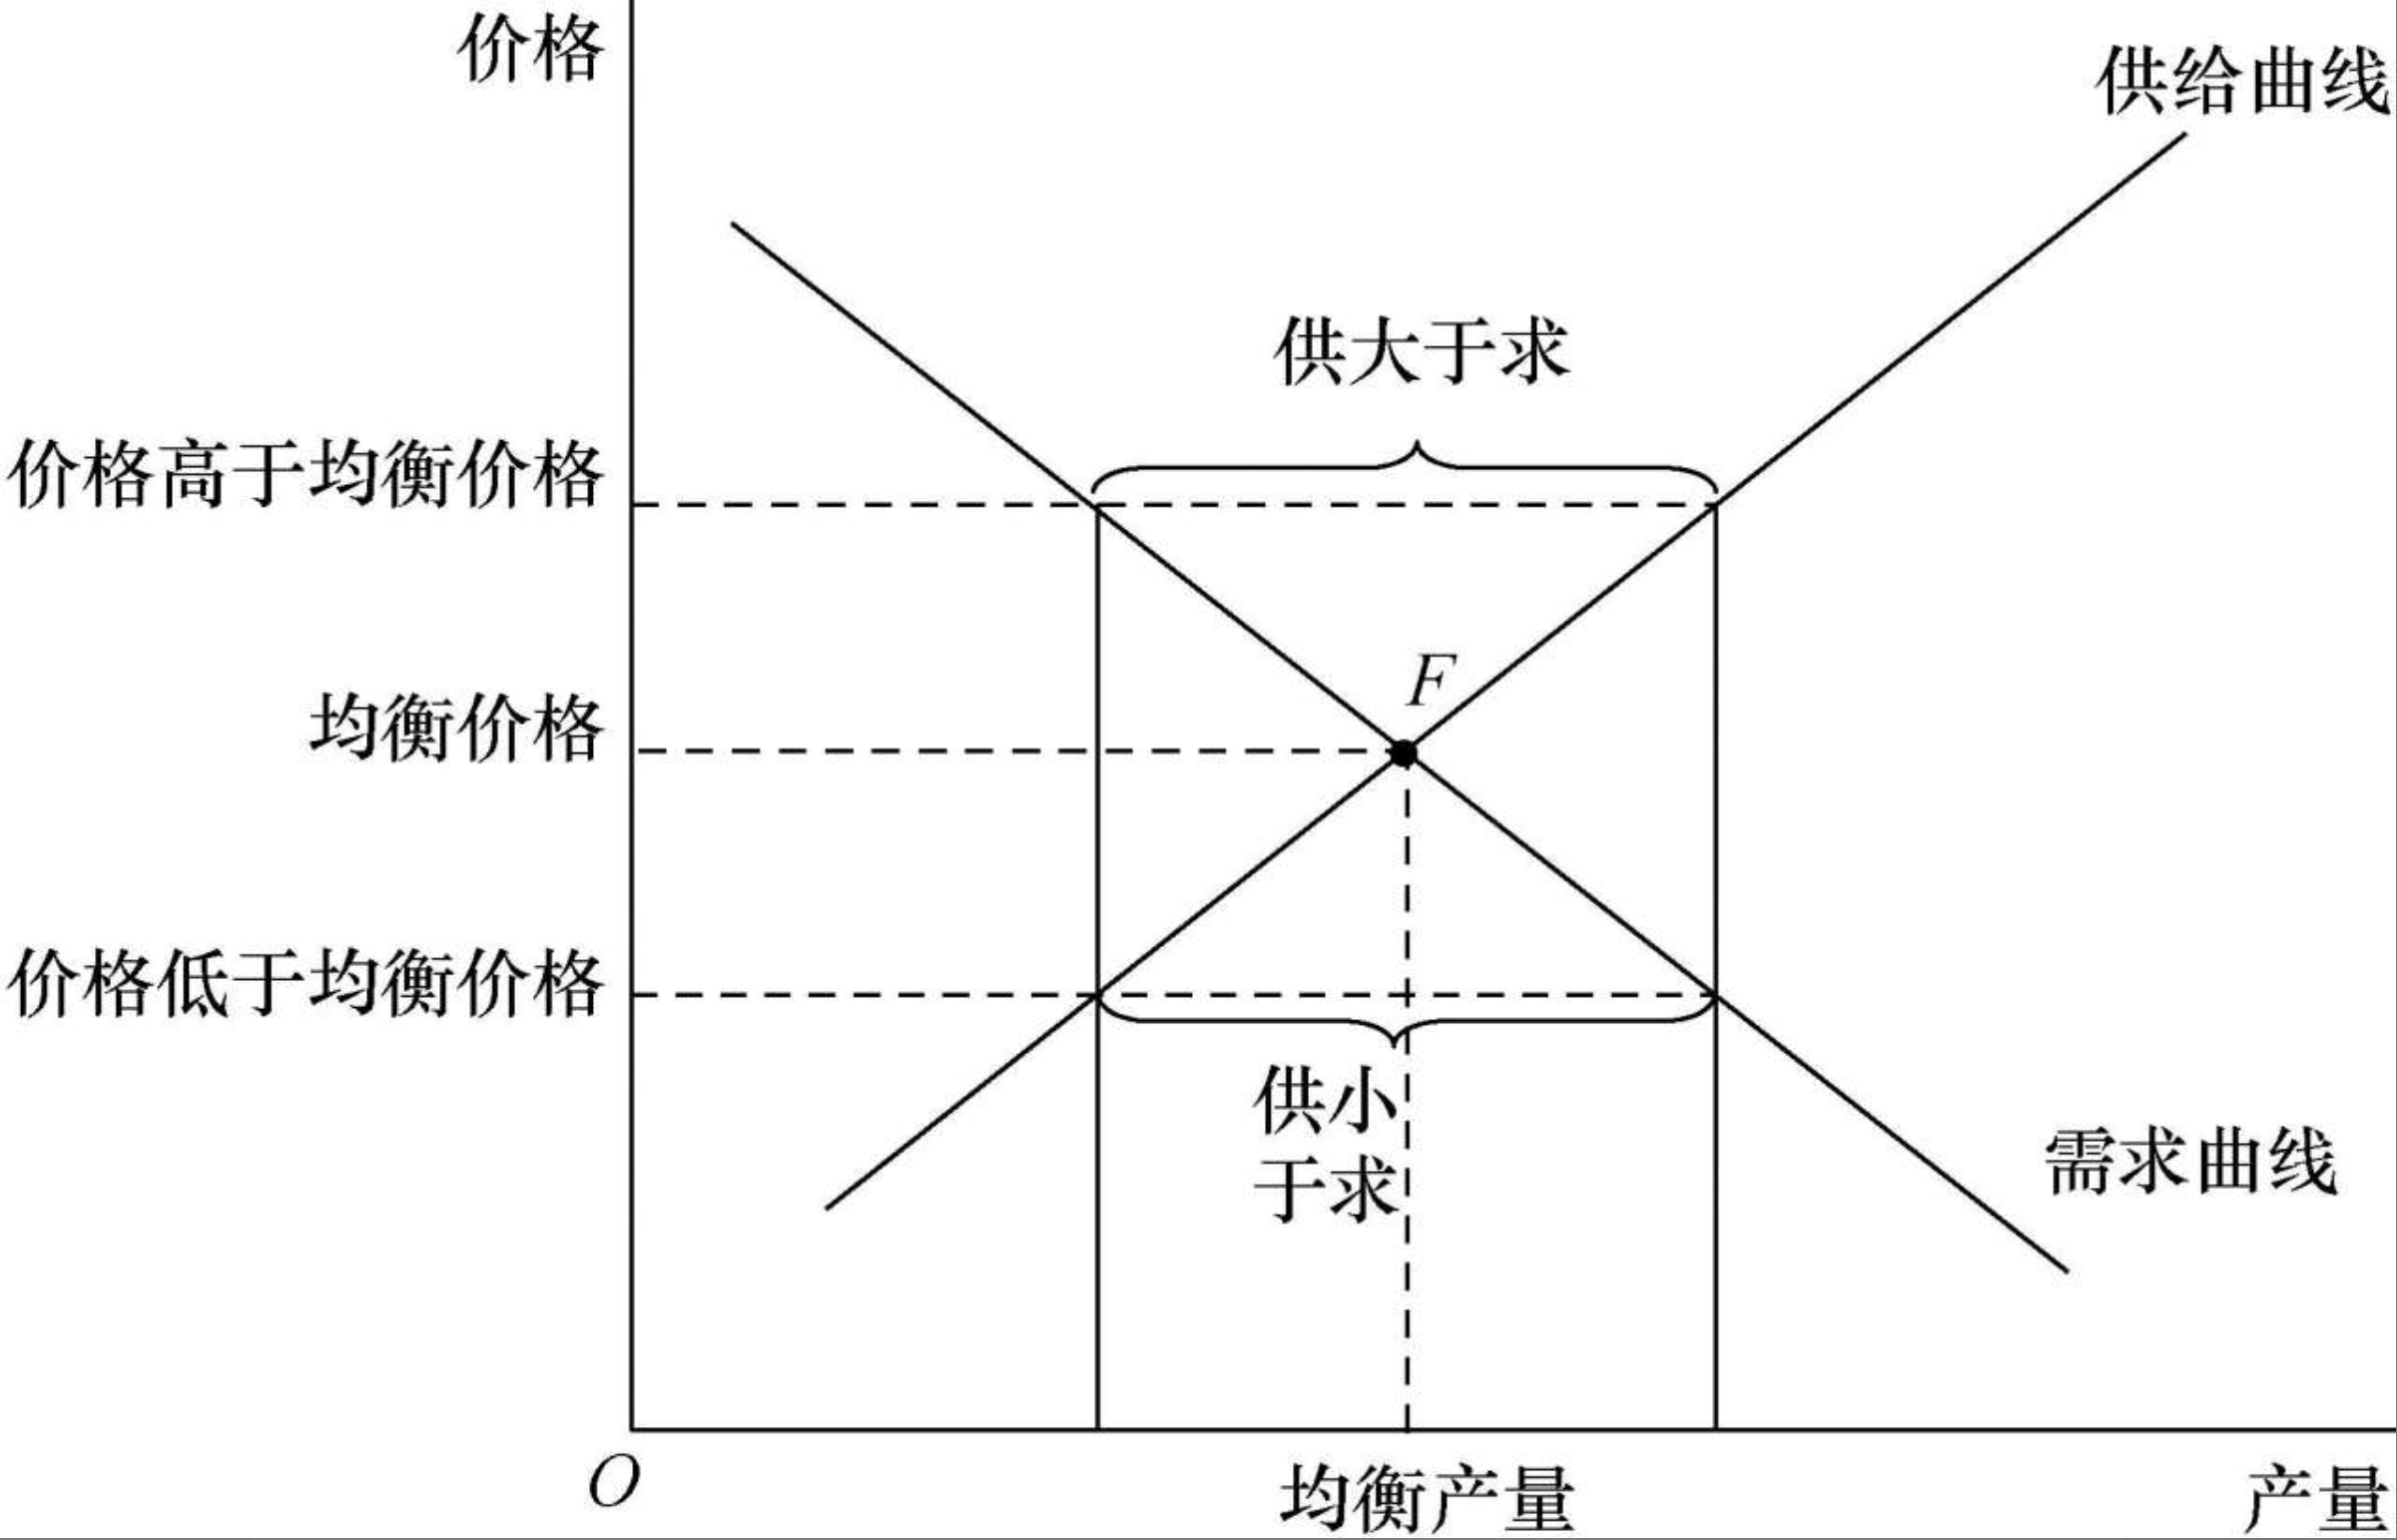 价格
供给曲线
供大于求
价格高于均衡价格
F
均衡价格
价格低于均衡价格
供小
于求
需求曲线
O
均衡产量
产量